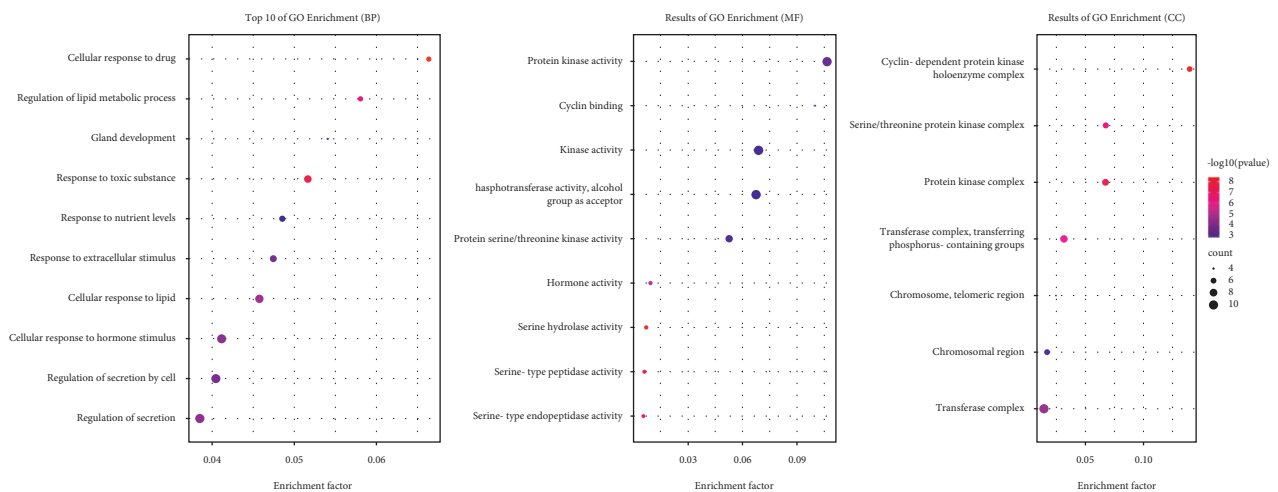 Top 10 of GO Enrichment (BP)
Cellular response to drug
Regulation of lipid metabolic process
Gland development
Response to toxic substance
Response to nutrient levels
Response to extracellular stimulus
Cellular response to lipid
Cellular response to hormone stimulus
Regulation of secretion by cell
Regulation of secretion
0.04 0.05 0.06
Enrichment factor
Results of GO Enrichment (MF)
Protein kinase activity
Cyclin binding
Kinase activity
hasphotransferase activity, alcohol
group as acceptor
Protein serine/threonine kinase activity
Hormone activity
Serine hydrolase activity
Serine- type peptidase activity
Serine- type endopeptidase activity
0.03 0.06 0.09
Enrichment factor
Results of GO Enrichment (CC)
Cyclin- dependent protein kinase
holoenzyme complex
Serine/threonine protein kinase complex
Protein kinase complex
Transferase complex, transferring
phosphorus- containing groups
Chromosome, telomeric region
Chromosomal region
Transferase complex
0.05 0.10
Enrichment factor
-log10(pvalue)
8
7
6
5
4
3
count
4
6
8
10